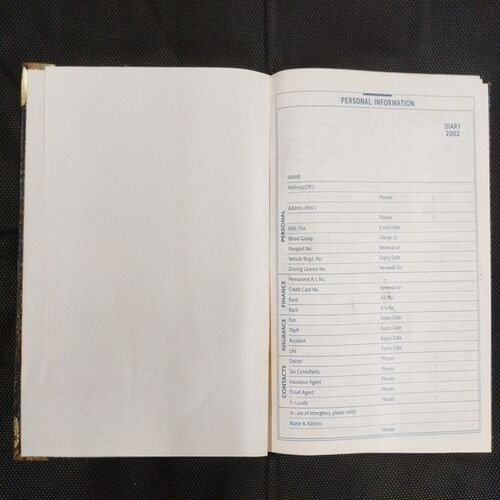 PERSONAL INFORMATION
DIARY
2002
PERSONAL
NAME
Address(Off.)
Phones /
Address (Resi.)
Phones /
Mbl./Fax E-mail/Web
Blood Group Allergic to
Passport No. Renewal on
Vehicle Regd. No. Expiry Date
Driving Licence No. Renewal On
FINANCE
Permanent A/c No.
Credit Card No. Renewal on
Bank A/c No.
Bank A/c No.
INSURANCE
Fire Expiry Date
Theft Expiry Date
Accident Expiry Date
Life Expiry Date
CONTACTS
Doctor Phones /
Tax Consultants Phones /
Insurance Agent Phones /
Travel Agent Phones /
Advocate Phones /
In case of emergency, please notify
Name & Address
Phones /